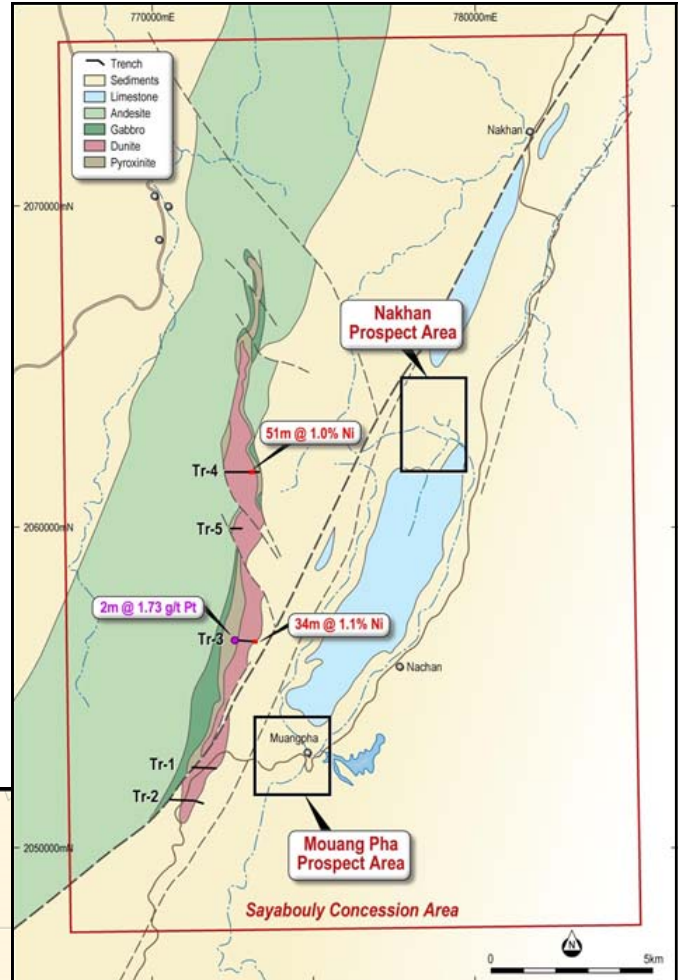 770000mE
780000mE
Trench
Sediments
Limestone
Andesite
Gabbro
Dunite
Pyroxinite
Nakhan
2070000mN
Nakhan
Prospect Area
51m @ 1.0% Ni
Tr-4
2060000mN
Tr-5
2m @ 1.73 g/t Pt
34m @ 1.1% Ni
Tr-3
Nachan
Muangpha
Tr-1
Tr-2
2050000mN
Mouang Pha
Prospect Area
Sayabouly Concession Area
N
0
5km